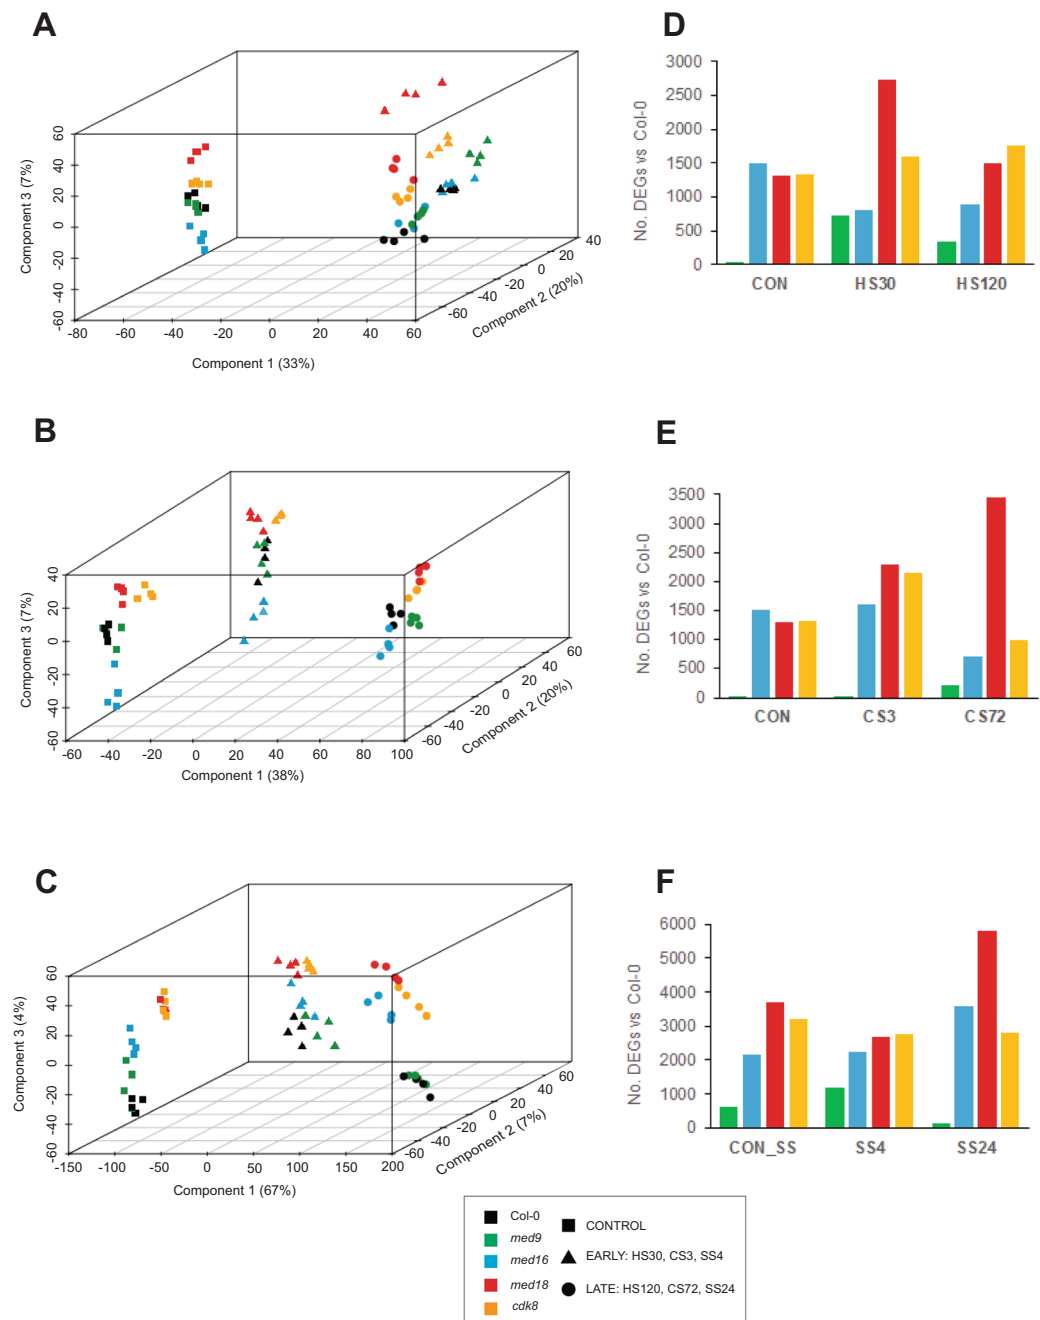 A
60
40
20
0
-20
-40
-60
Component 3 (7%)
-80
-60
-40
-20
0
20
40
60
Component 1 (33%)
-60
-40
-20
0
20
40
Component 2 (20%)
D
3000
2500
2000
1500
1000
500
0
No. DEGs vs Col-0
CON
HS30
HS120
B
40
20
0
-20
-40
-60
Component 3 (7%)
-60
-40
-20
0
20
40
60
80
100
Component 1 (38%)
-60
-40
-20
0
20
40
60
Component 2 (20%)
E
3500
3000
2500
2000
1500
1000
500
0
No. DEGs vs Col-0
CON
CS3
CS72
C
60
40
20
0
-20
-40
-60
Component 3 (4%)
-150
-100
-50
0
50
100
150
200
Component 1 (67%)
-60
-40
-20
0
20
40
60
Component 2 (7%)
F
6000
5000
4000
3000
2000
1000
0
No. DEGs vs Col-0
CON_SS
SS4
SS24
Col-0
med9
med16
med18
cdk8
CONTROL
EARLY: HS30, CS3, SS4
LATE: HS120, CS72, SS24